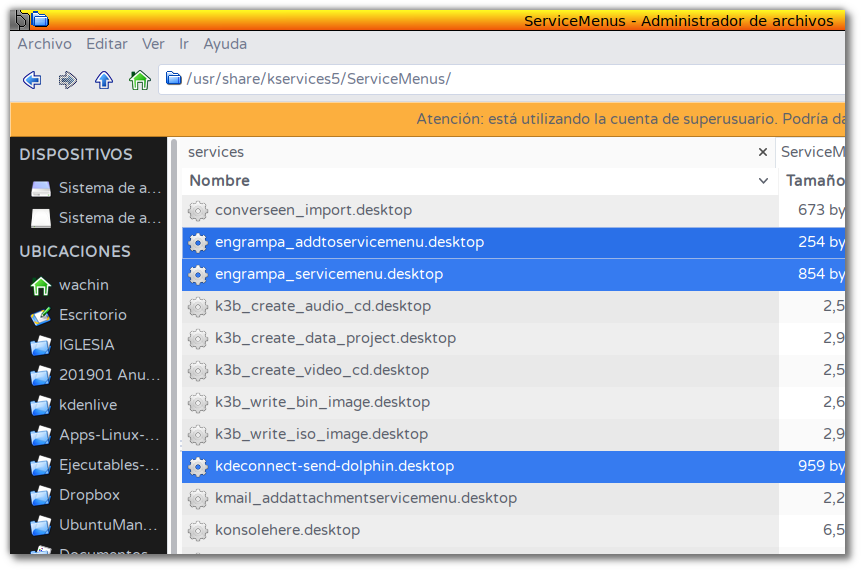 ServiceMenus - Administrador de archivos
Archivo Editar Ver Ir Ayuda
/usr/share/kservices5/ServiceMenus/
Atención: está utilizando la cuenta de superusuario. Podría da
DISPOSITIVOS
Sistema de a...
Sistema de a...
UBICACIONES
wachin
Escritorio
IGLESIA
201901 Anu...
kdenlive
Apps-Linux-...
Ejecutables-...
Dropbox
UbuntuMan...
Documentos
services ServiceM
Nombre Tamaño
converseen_import.desktop 673 by
engrampa_addtoservicemenu.desktop 254 by
engrampa_servicemenu.desktop 854 by
k3b_create_audio_cd.desktop 2,5
k3b_create_data_project.desktop 2,9
k3b_create_video_cd.desktop 2,5
k3b_write_bin_image.desktop 2,6
k3b_write_iso_image.desktop 2,9
kdeconnect-send-dolphin.desktop 959 by
kmail_addattachmentservicemenu.desktop 2,2
konsolehere.desktop 6,5